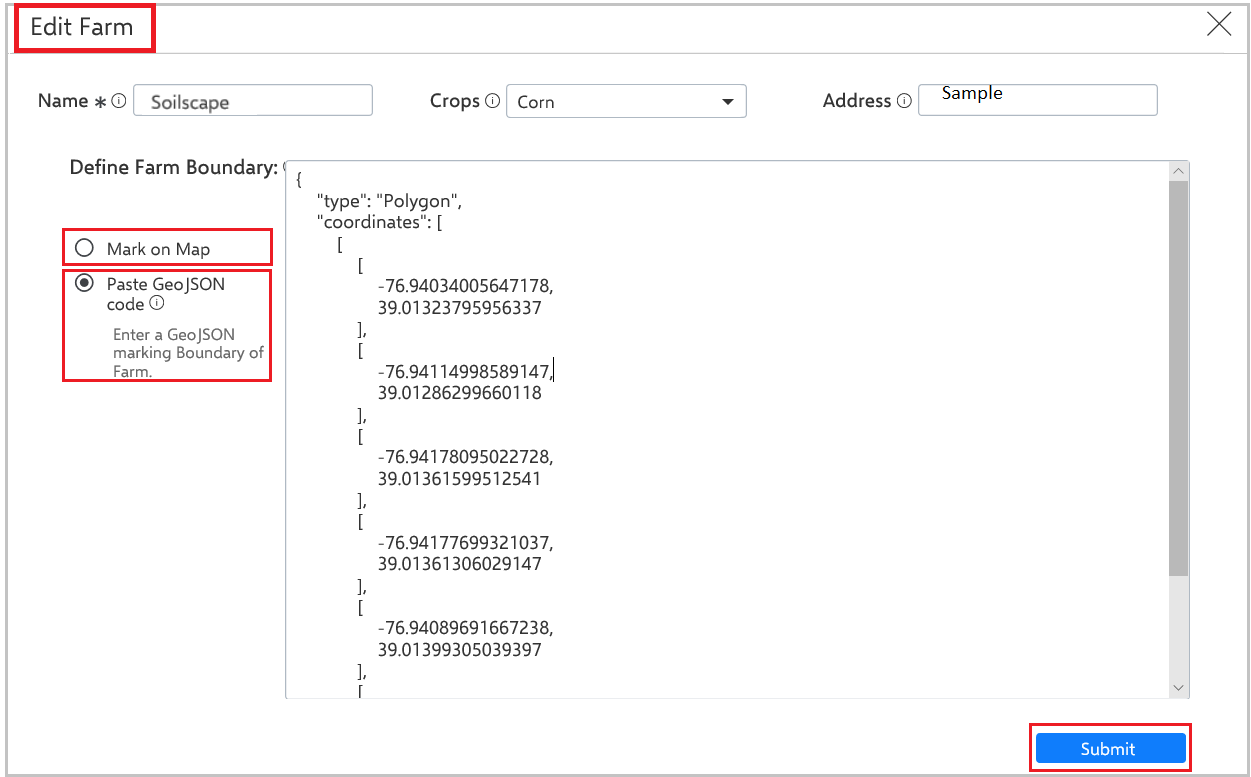 Edit Farm
Name * Soilscape Crops Corn Address Sample
Define Farm Boundary:
Mark on Map
Paste GeoJSON
code
Enter a GeoJSON
marking Boundary of
Farm.
{
"type": "Polygon",
"coordinates": [
[
[
-76.94034005647178,
39.01323795956337
],
[
-76.94114998589147,
39.01286299660118
],
[
-76.94178095022728,
39.01361599512541
],
[
-76.94177699321037,
39.01361306029147
],
[
-76.94089691667238,
39.01399305039397
],
[
Submit